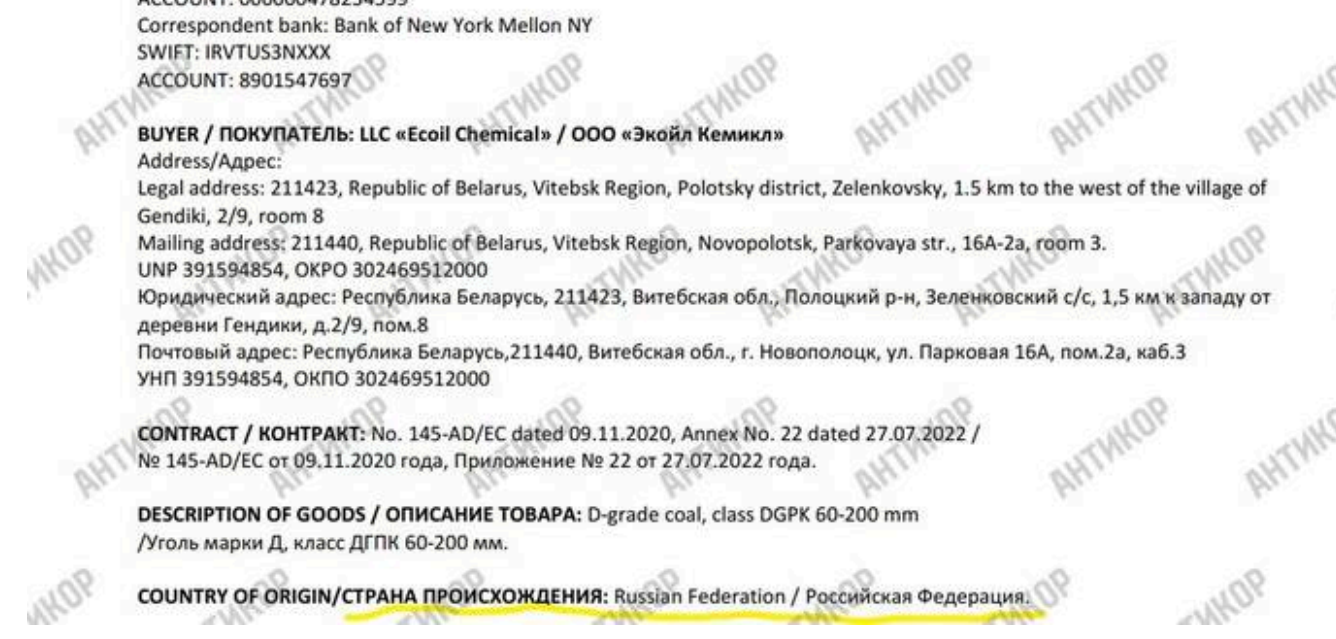 ACCOUNT: 000000478254399
Correspondent bank: Bank of New York Mellon NY
SWIFT: IRVTUS3NXXX
ACCOUNT: 8901547697
BUYER / ПОКУПАТЕЛЬ: LLC «Ecoil Chemical» / ООО «Экойл Кемикл»
Address/Адрес:
Legal address: 211423, Republic of Belarus, Vitebsk Region, Polotsky district, Zelenkovsky, 1.5 km to the west of the village of
Gendiki, 2/9, room 8
Mailing address: 211440, Republic of Belarus, Vitebsk Region, Novopolotsk, Parkovaya str., 16A-2a, room 3.
UNP 391594854, OKPO 302469512000
Юридический адрес: Республика Беларусь, 211423, Витебская обл., Полоцкий р-н, Зеленковский с/с, 1,5 км к западу от
деревни Гендики, д.2/9, пом.8
Почтовый адрес: Республика Беларусь,211440, Витебская обл., г. Новополоцк, ул. Парковая 16А, пом.2а, каб.3
УНП 391594854, ОКПО 302469512000
CONTRACT / КОНТРАКТ: No. 145-AD/EC dated 09.11.2020, Annex No. 22 dated 27.07.2022 /
№ 145-AD/EC от 09.11.2020 года, Приложение № 22 от 27.07.2022 года.
DESCRIPTION OF GOODS / ОПИСАНИЕ ТОВАРА: D-grade coal, class DGPK 60-200 mm
/Уголь марки Д, класс ДГПК 60-200 мм.
COUNTRY OF ORIGIN/СТРАНА ПРОИСХОЖДЕНИЯ: Russian Federation / Российская Федерация.
АНТИКОР